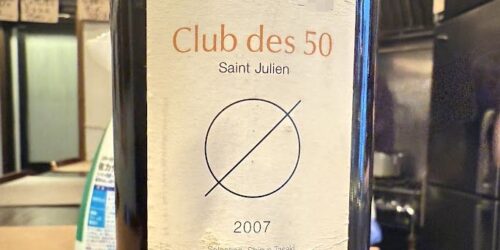 Club des 50
Saint Julien
2007